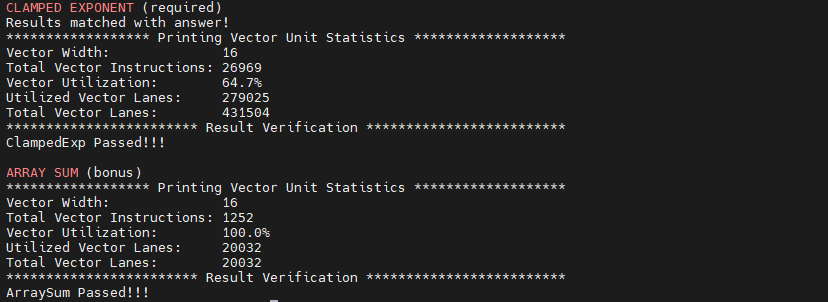 CLAMPED EXPONENT (required)
Results matched with answer!
****************** Printing Vector Unit Statistics *******************
Vector Width:              16
Total Vector Instructions: 26969
Vector Utilization:        64.7%
Utilized Vector Lanes:     279025
Total Vector Lanes:        431504
************************ Result Verification *************************
ClampedExp Passed!!!

ARRAY SUM (bonus)
****************** Printing Vector Unit Statistics *******************
Vector Width:              16
Total Vector Instructions: 1252
Vector Utilization:        100.0%
Utilized Vector Lanes:     20032
Total Vector Lanes:        20032
************************ Result Verification *************************
ArraySum Passed!!!